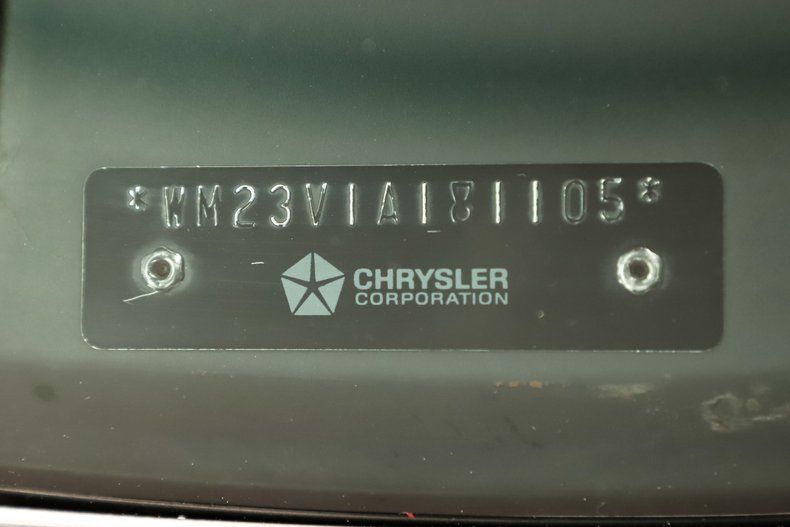 *WM23V1A181105*
CHRYSLER
CORPORATION